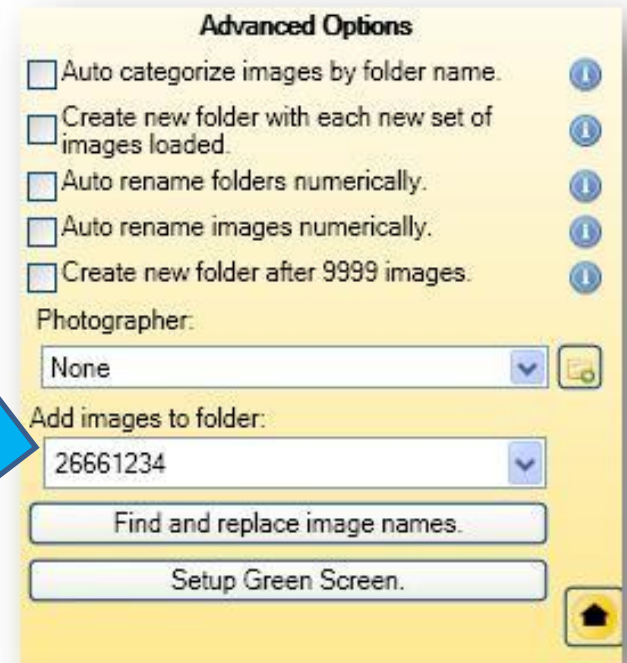 Advanced Options
Auto categorize images by folder name.
Create new folder with each new set of
images loaded.
Auto rename folders numerically.
Auto rename images numerically.
Create new folder after 9999 images.
Photographer:
None
Add images to folder:
26661234
Find and replace image names.
Setup Green Screen.